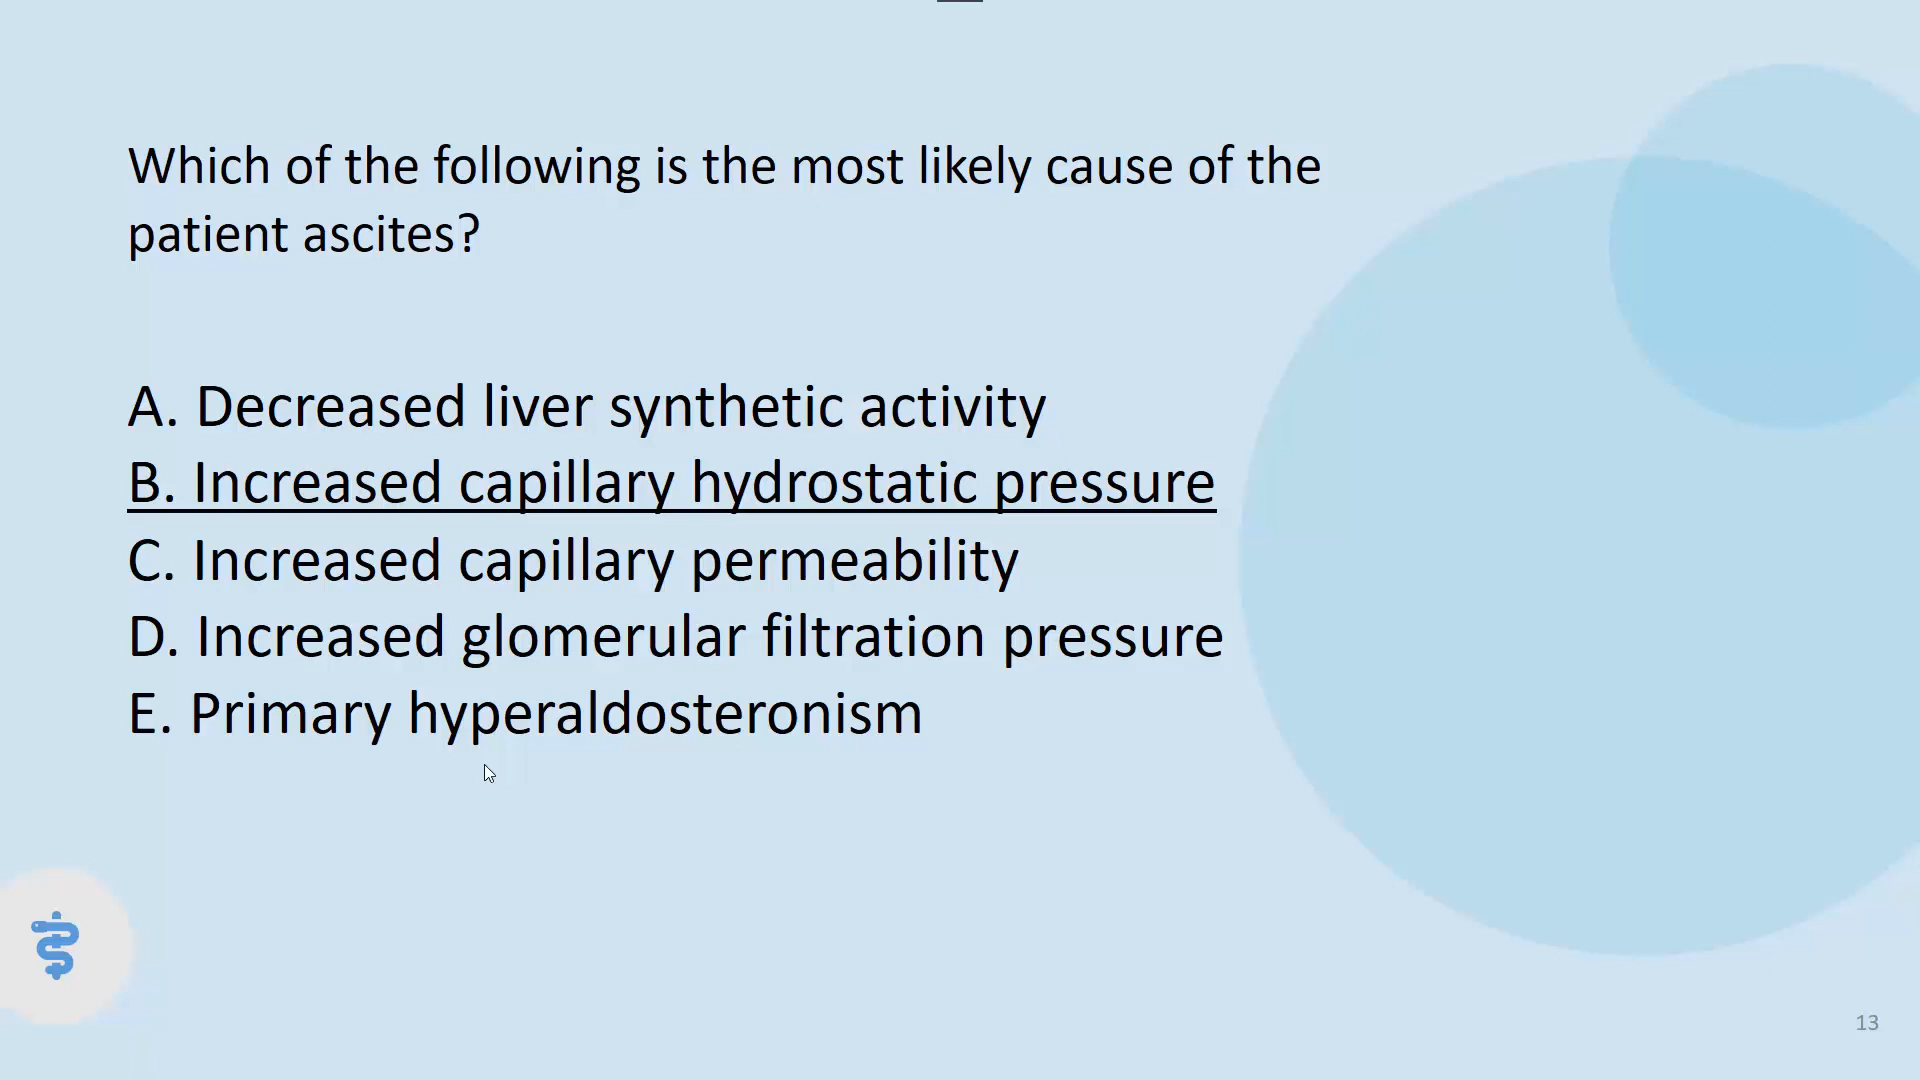 Which of the following is the most likely cause of the
patient ascites?
A. Decreased liver synthetic activity
B. Increased capillary hydrostatic pressure
C. Increased capillary permeability
D. Increased glomerular filtration pressure
E. Primary hyperaldosteronism
13